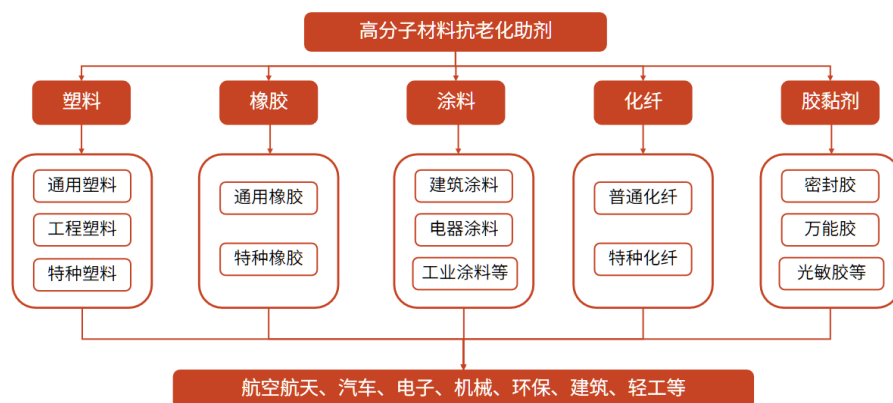 高分子材料抗老化助剂
塑料
橡胶
涂料
化纤
胶黏剂
通用塑料
工程塑料
特种塑料
通用橡胶
特种橡胶
建筑涂料
电器涂料
工业涂料等
普通化纤
特种化纤
密封胶
万能胶
光敏胶等
航空航天、汽车、电子、机械、环保、建筑、轻工等